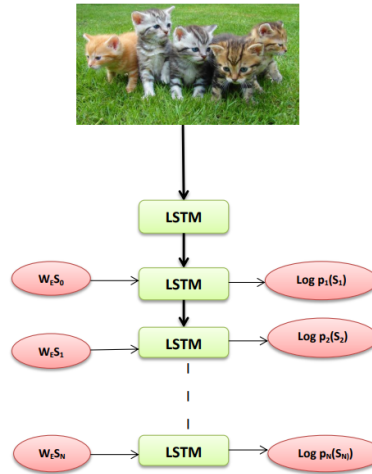 LSTM
WES0
LSTM
Log p1(S1)
WES1
LSTM
Log p2(S2)
WESN
LSTM
Log pN(SN)